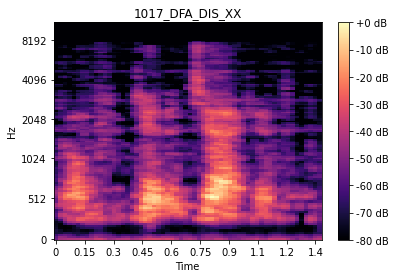 1017_DFA_DIS_XX
Hz
8192
4096
2048
1024
512
0
0 0.15 0.3 0.45 0.6 0.75 0.9 1.1 1.2 1.4
Time
+0 dB
-10 dB
-20 dB
-30 dB
-40 dB
-50 dB
-60 dB
-70 dB
-80 dB